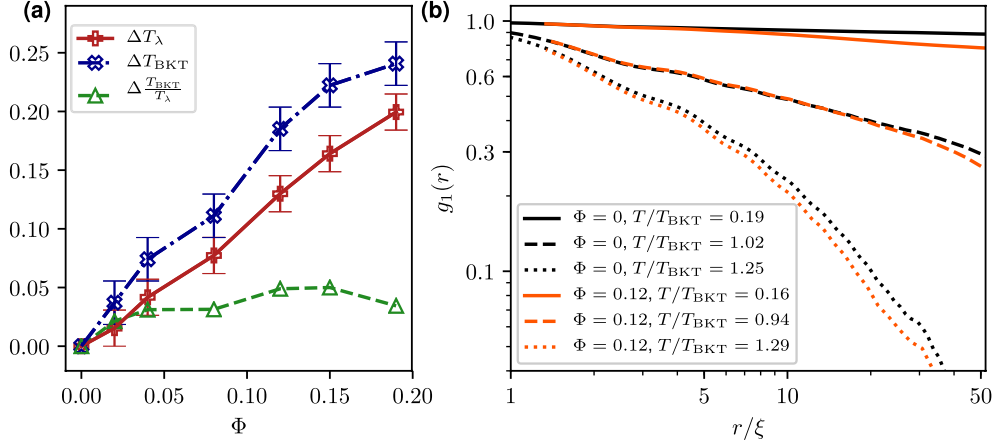 (a)
ΔT_λ
ΔT_BKT
Δ T_BKT/T_λ
0.25
0.20
0.15
0.10
0.05
0.00
0.00 0.05 0.10 0.15 0.20
Φ
(b)
1.0
0.6
0.3
0.1
g₁(r)
Φ = 0, T/T_BKT = 0.19
Φ = 0, T/T_BKT = 1.02
Φ = 0, T/T_BKT = 1.25
Φ = 0.12, T/T_BKT = 0.16
Φ = 0.12, T/T_BKT = 0.94
Φ = 0.12, T/T_BKT = 1.29
1 5 10 50
r/ξ